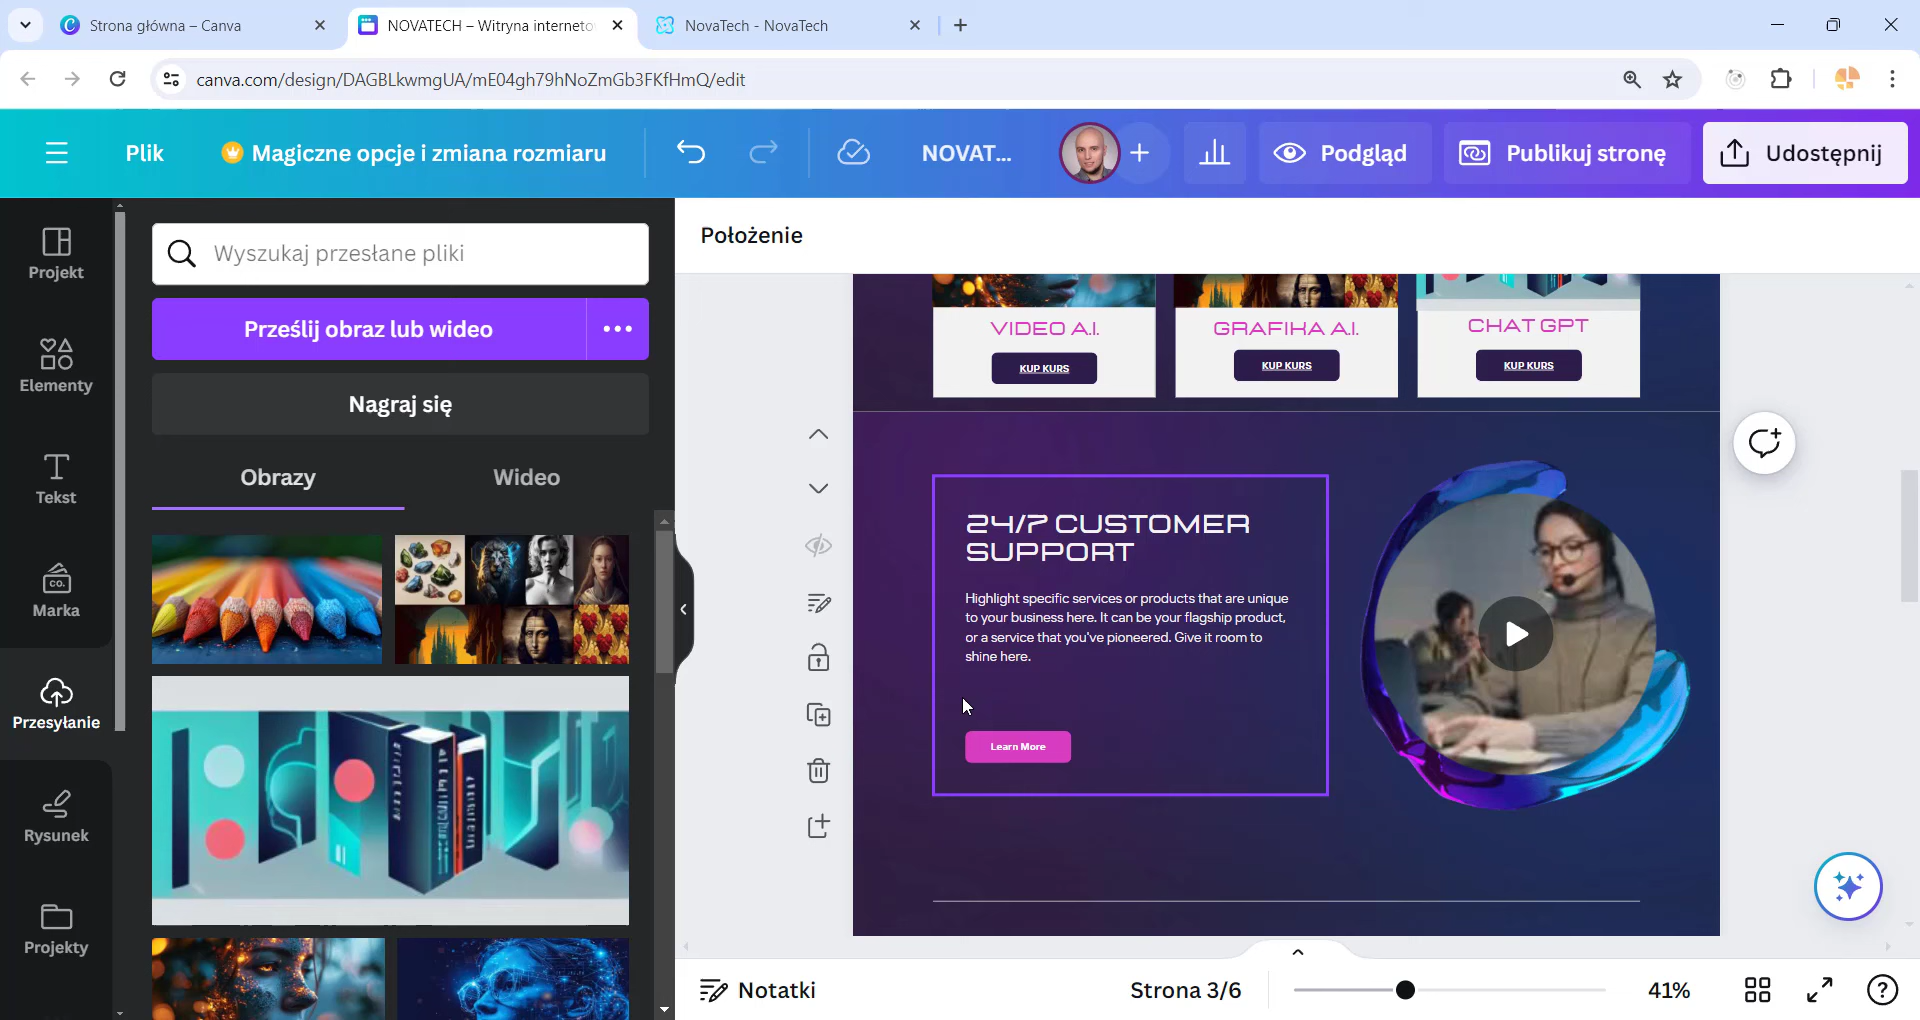 Strona główna – Canva
NOVATECH – Witryna interneto
NovaTech - NovaTech
canva.com/design/DAGBLkwmgUA/mE04gh79hNoZmGb3FKfHmQ/edit
Plik
Magiczne opcje i zmiana rozmiaru
NOVAT...
Podgląd
Publikuj stronę
Udostępnij
Projekt
Elementy
Tekst
CO.
Marka
Przesyłanie
Rysunek
Projekty
Wyszukaj przesłane pliki
Prześlij obraz lub wideo
Nagraj się
Obrazy
Wideo
Położenie
VIDEO A.I.
KUP KURS
GRAFIKA A.I.
KUP KURS
CHAT GPT
KUP KURS
24/7 CUSTOMER
SUPPORT
Highlight specific services or products that are unique
to your business here. It can be your flagship product,
or a service that you've pioneered. Give it room to
shine here.
Learn More
Notatki
Strona 3/6
41%